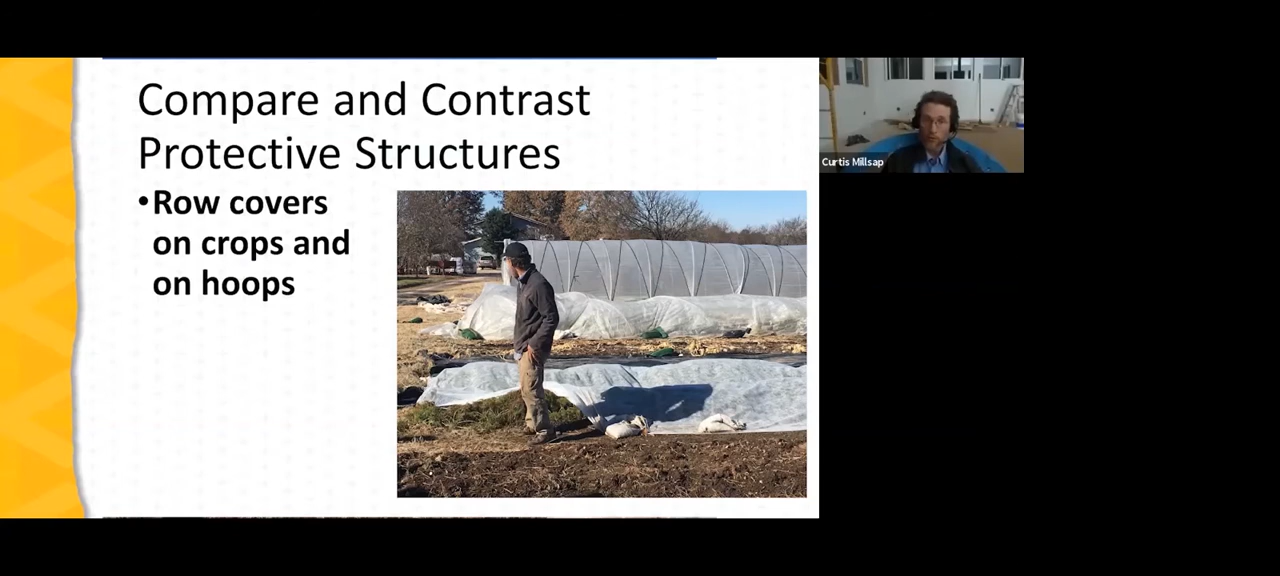 Compare and Contrast
Protective Structures
•Row covers
on crops and
on hoops
Curtis Millsap